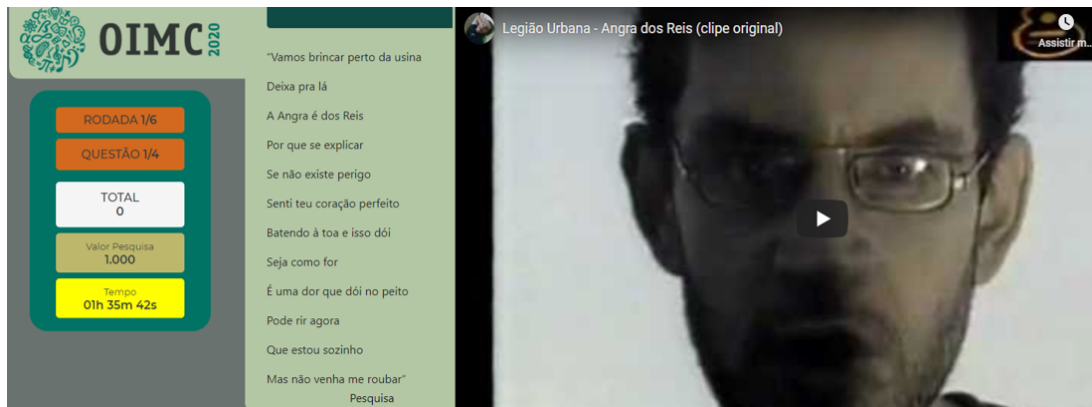 OIMC 2020
RODADA 1/6
QUESTÃO 1/4
TOTAL
0
Valor Pesquisa
1.000
Tempo
01h 35m 42s
"Vamos brincar perto da usina
Deixa pra lá
A Angra é dos Reis
Por que se explicar
Se não existe perigo
Senti teu coração perfeito
Batendo à toa e isso dói
Seja como for
É uma dor que dói no peito
Pode rir agora
Que estou sozinho
Mas não venha me roubar"
Pesquisa
Legião Urbana - Angra dos Reis (clipe original)
Assistir m...